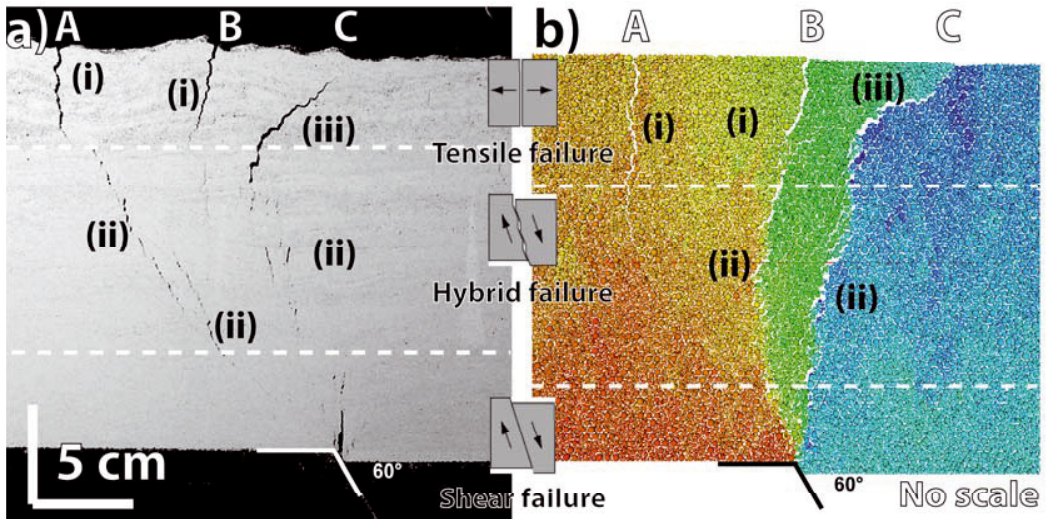 a) A B C
(i) (i) (iii)
(ii) (ii)
(ii)
5 cm
60°
Tensile failure
Hybrid failure
Shear failure
b) A B C
(i) (i) (iii)
(ii) (ii)
60°
No scale